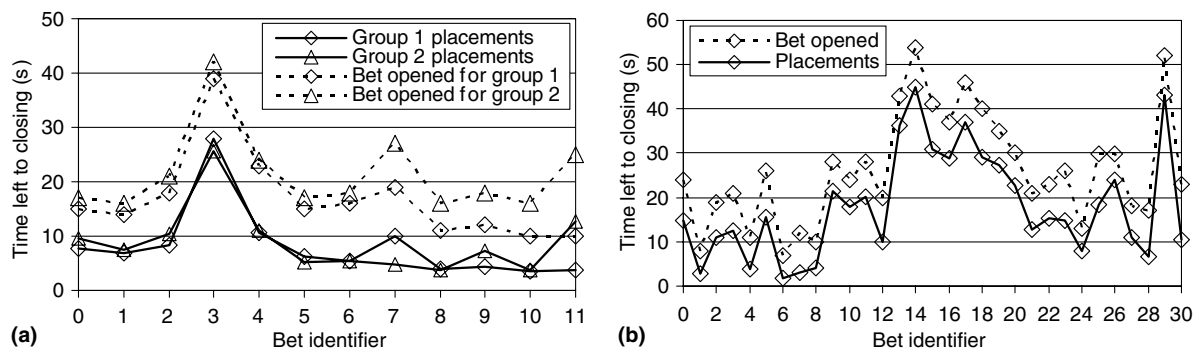 50
40
30
20
10
0
Time left to closing (s)
Group 1 placements
Group 2 placements
Bet opened for group 1
Bet opened for group 2
0 1 2 3 4 5 6 7 8 9 10 11
Bet identifier
(a)
60
50
40
30
20
10
0
Time left to closing (s)
Bet opened
Placements
0 2 4 6 8 10 12 14 16 18 20 22 24 26 28 30
Bet identifier
(b)